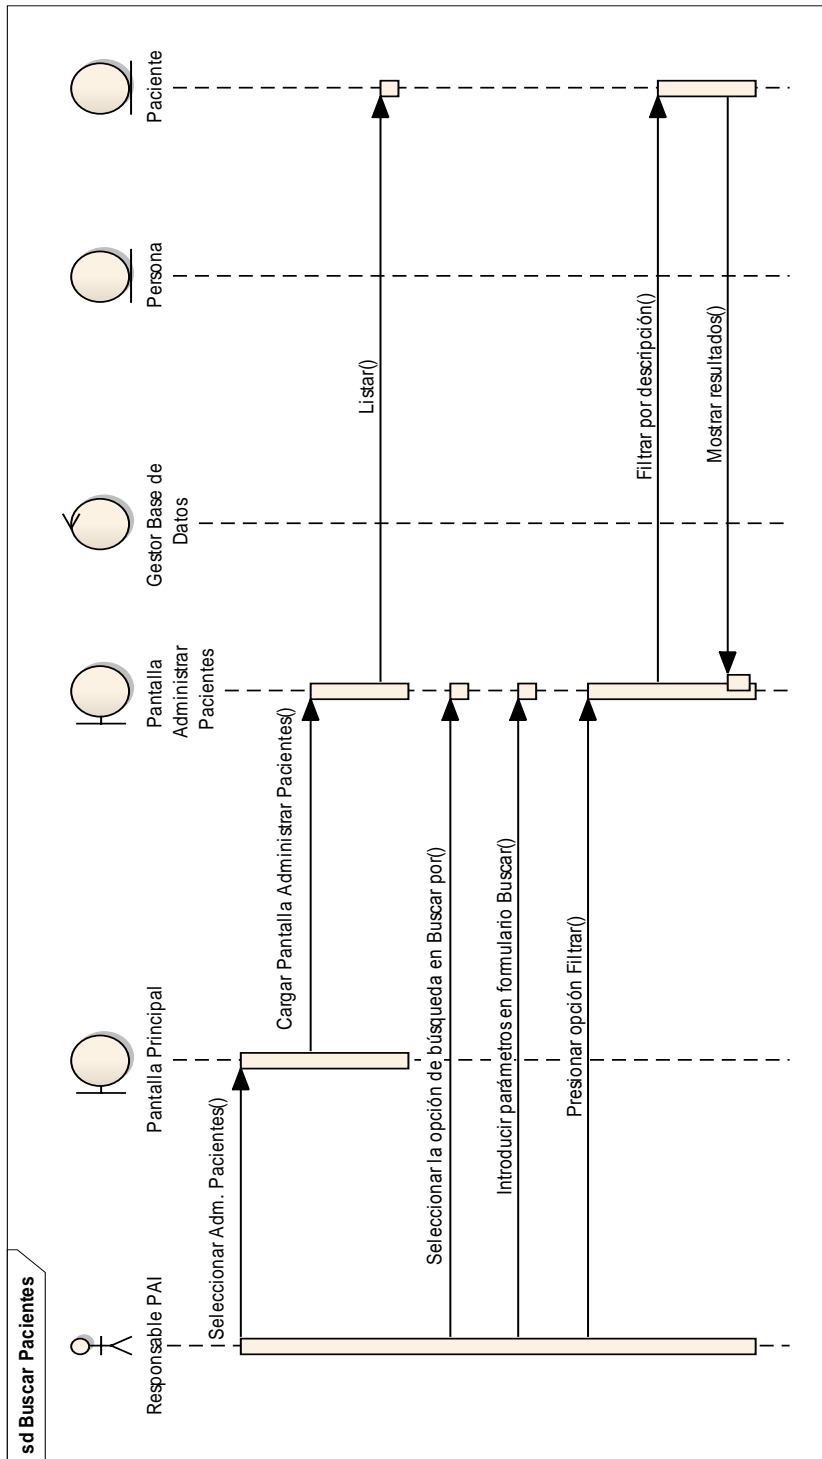 sd Buscar Pacientes
Responsable PAI
Pantalla Principal
Pantalla
Administrar
Pacientes
Gestor Base de
Datos
Persona
Paciente
Seleccionar Adm. Pacientes()
Cargar Pantalla Administrar Pacientes()
Listar()
Seleccionar la opción de búsqueda en Buscar por()
Introducir parámetros en formulario Buscar()
Presionar opción Filtrar()
Filtrar por descripción()
Mostrar resultados()